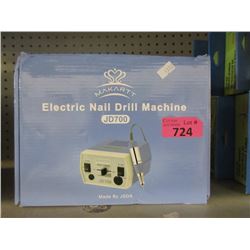 MAKARTT
Electric Nail Drill Machine
JD700
Lot #
724
Made By JSDA